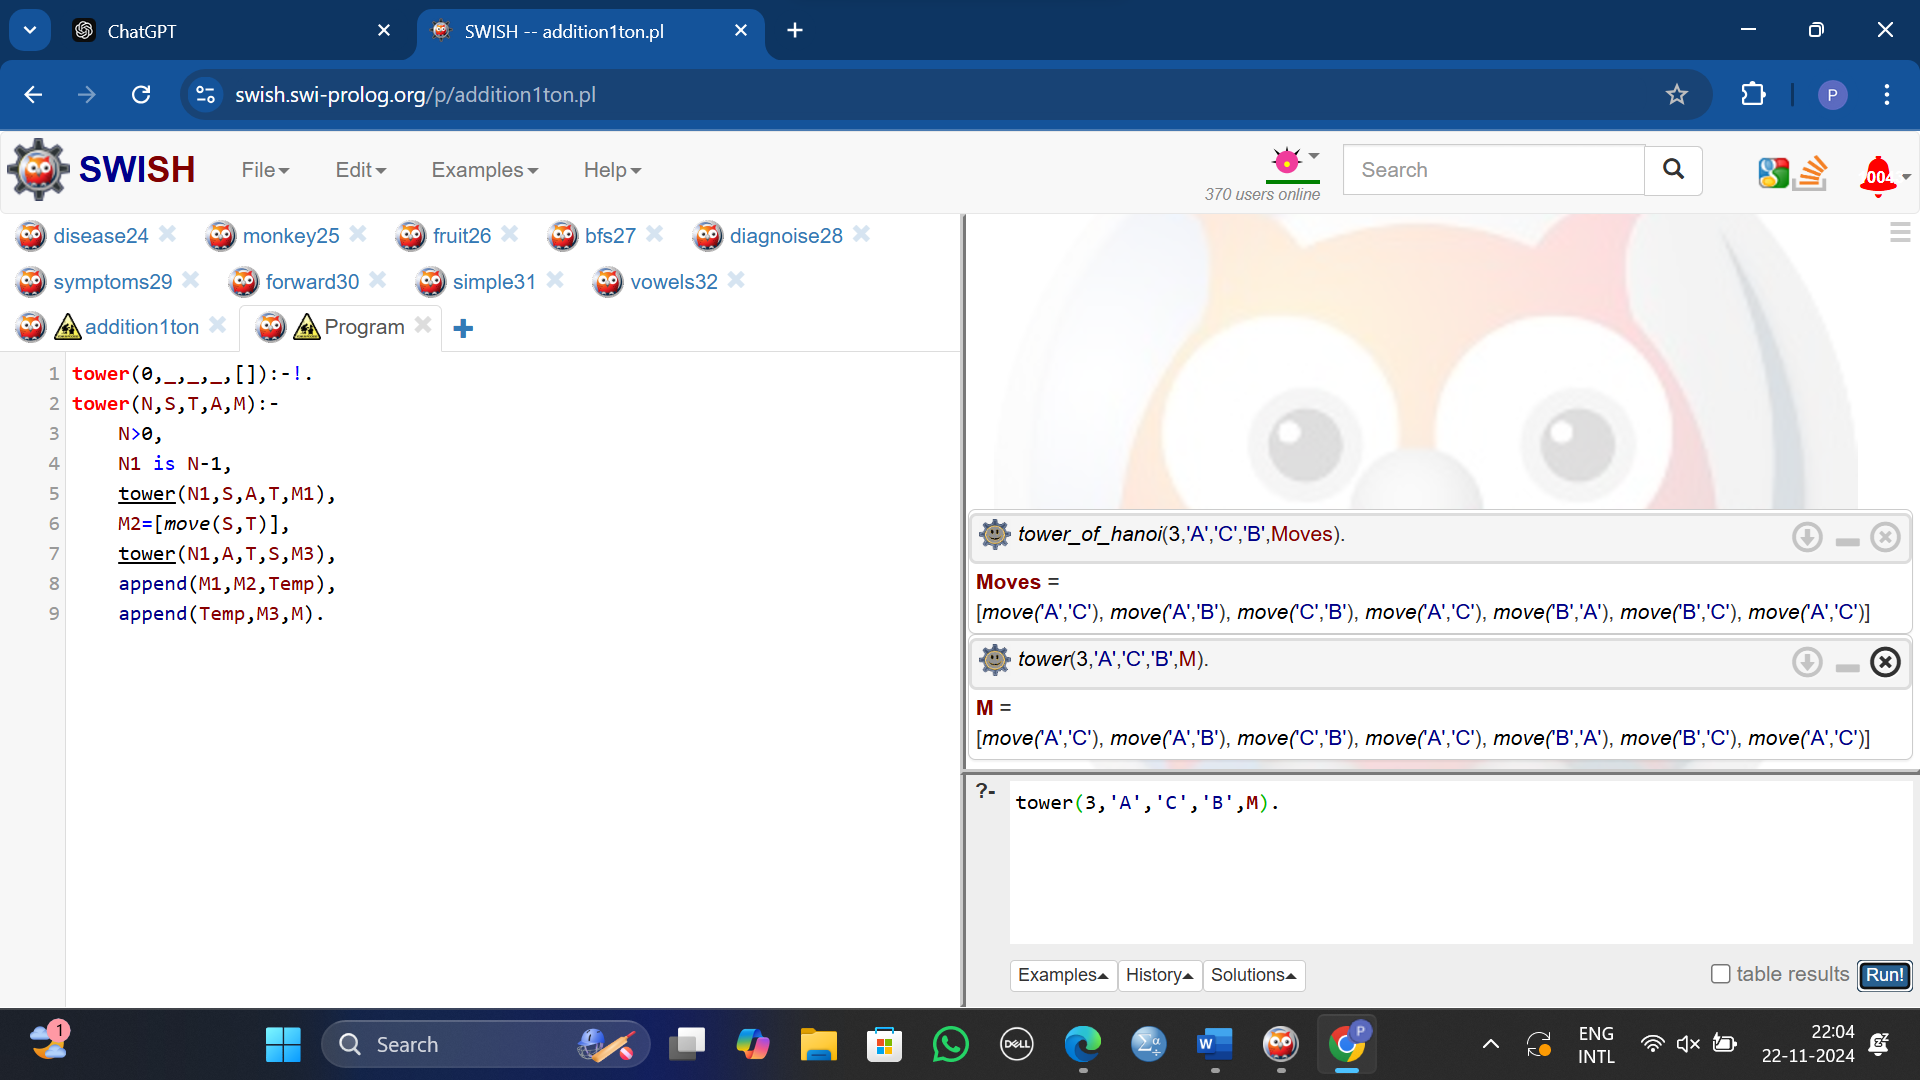 ChatGPT
SWISH -- addition1ton.pl
swish.swi-prolog.org/p/addition1ton.pl
P
SWISH
File
Edit
Examples
Help
370 users online
Search
disease24
monkey25
fruit26
bfs27
diagnoise28
symptoms29
forward30
simple31
vowels32
addition1ton
Program
1 tower(0,_,_,_,[]):-!.
2 tower(N,S,T,A,M):-
3 N>0,
4 N1 is N-1,
5 tower(N1,S,A,T,M1),
6 M2=[move(S,T)],
7 tower(N1,A,T,S,M3),
8 append(M1,M2,Temp),
9 append(Temp,M3,M).
tower_of_hanoi(3,'A','C','B',Moves).
Moves =
[move('A','C'), move('A','B'), move('C','B'), move('A','C'), move('B','A'), move('B','C'), move('A','C')]
tower(3,'A','C','B',M).
M =
[move('A','C'), move('A','B'), move('C','B'), move('A','C'), move('B','A'), move('B','C'), move('A','C')]
?- tower(3,'A','C','B',M).
Examples
History
Solutions
table results
Run!
1
Search
DELL
W
P
ENG
INTL
22:04
22-11-2024